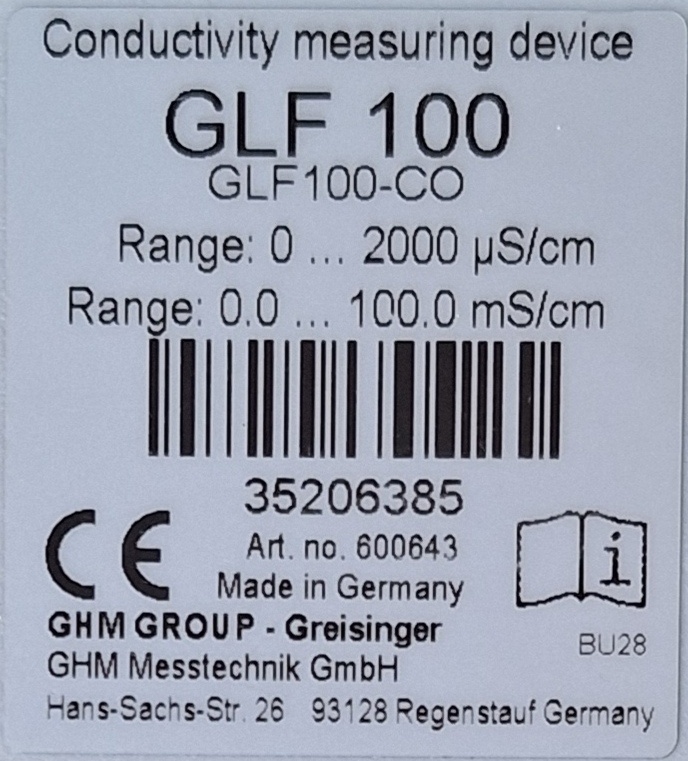 Conductivity measuring device
GLF 100
GLF100-CO
Range: 0 ... 2000 µS/cm
Range: 0.0 ... 100.0 mS/cm
35206385
CE
Art. no. 600643
Made in Germany
i
GHM GROUP - Greisinger
BU28
GHM Messtechnik GmbH
Hans-Sachs-Str. 26 93128 Regenstauf Germany